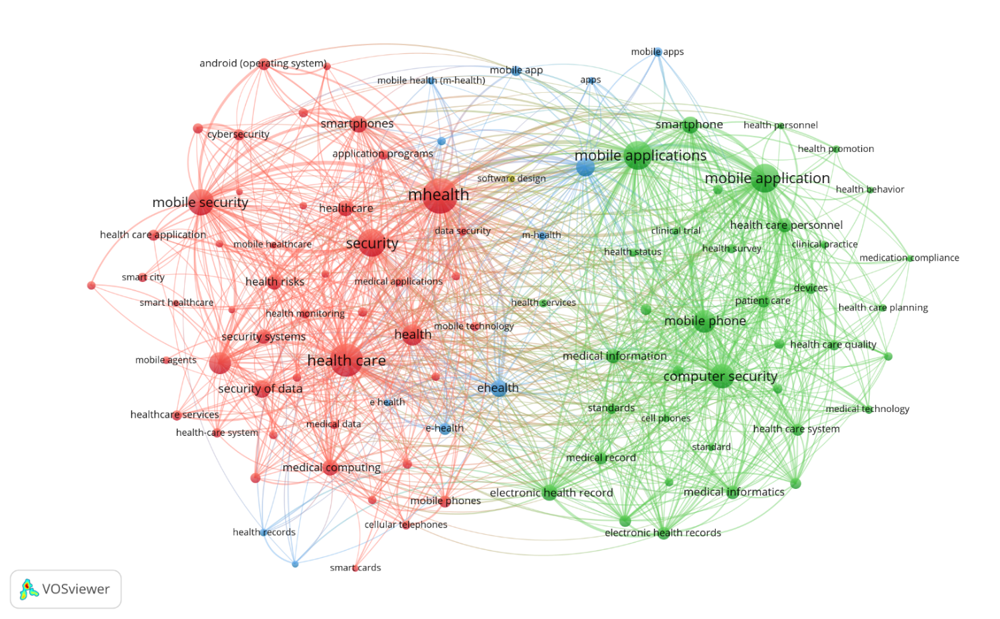 mobile apps
android (operating system)
mobile app
mobile health (m-health)
apps
smartphones
smartphone
health personnel
cybersecurity
health promotion
application programs
mobile applications
software design
mobile application
health behavior
mhealth
mobile security
healthcare
health care personnel
data security
clinical trial
health care application
m-health
security
mobile healthcare
clinical practice
health survey
health status
medication compliance
smart city
health risks
medical applications
devices
patient care
smart healthcare
health services
health care planning
health monitoring
mobile phone
mobile technology
health
security systems
health care quality
medical information
mobile agents
health care
computer security
security of data
ehealth
e health
standards
medical technology
healthcare services
cell phones
medical data
e-health
health care system
health-care system
standard
medical record
medical computing
electronic health record
medical informatics
mobile phones
cellular telephones
health records
electronic health records
smart cards
VOSviewer